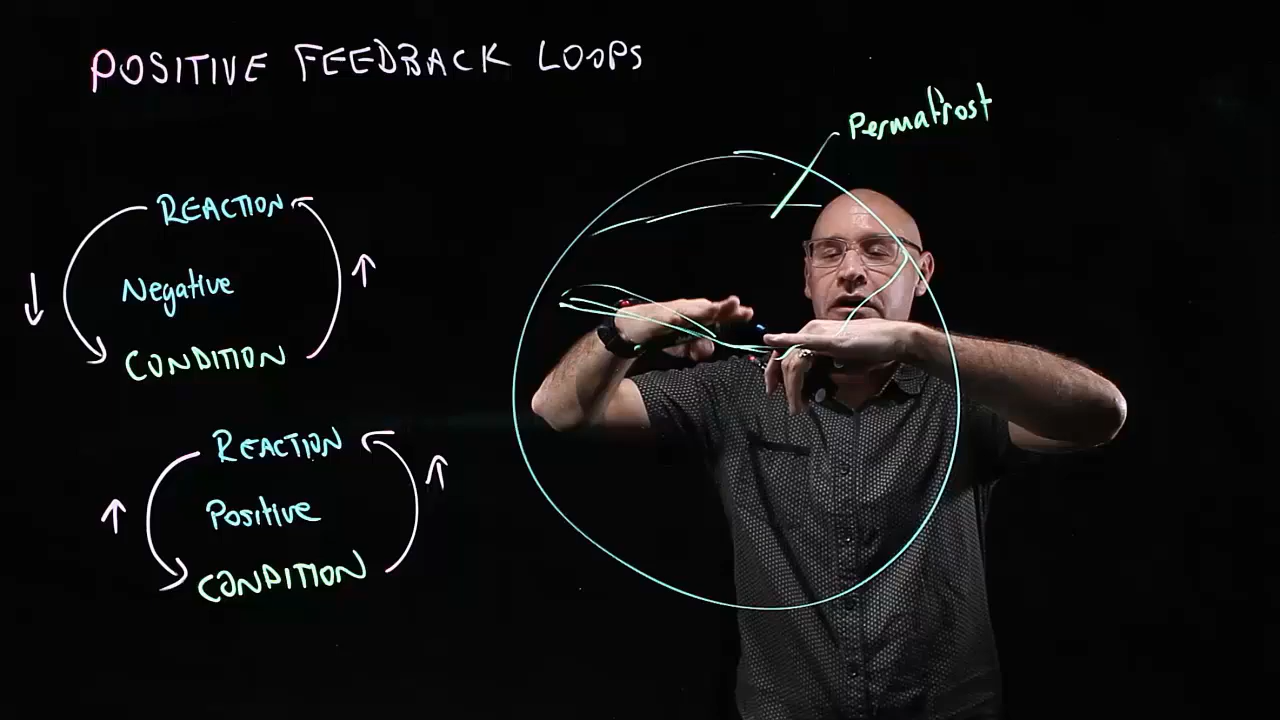 POSITIVE FEEDBACK LOOPS
Permafrost
REACTION
Negative
CONDITION
REACTION
Positive
CONDITION